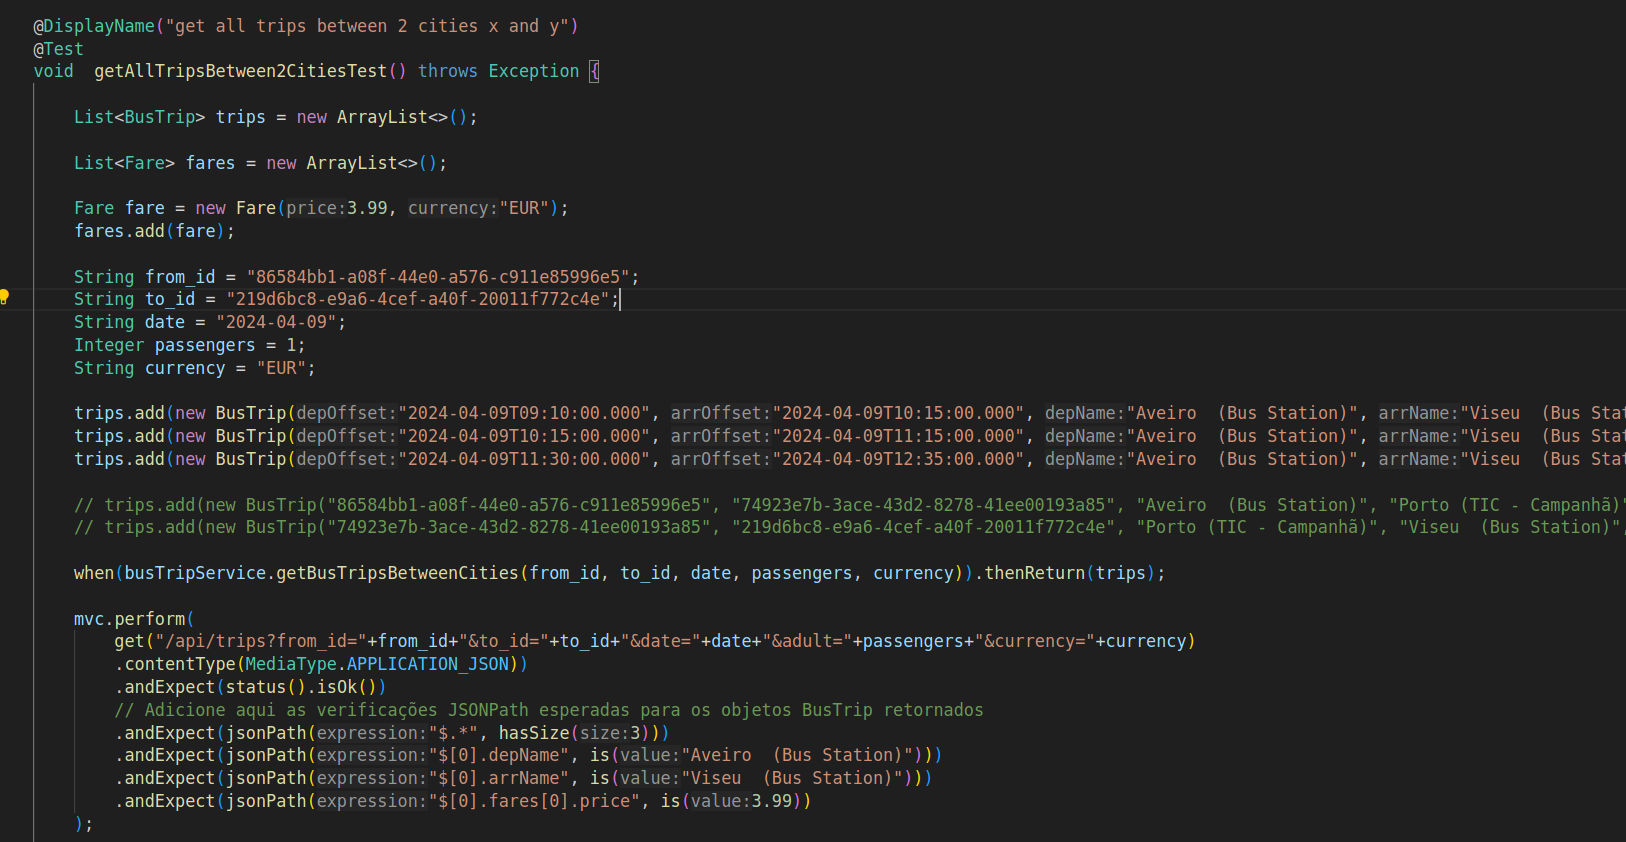 @DisplayName("get all trips between 2 cities x and y")
@Test
void  getAllTripsBetween2CitiesTest() throws Exception {
List<BusTrip> trips = new ArrayList<>();
List<Fare> fares = new ArrayList<>();
Fare fare = new Fare(price:3.99, currency:"EUR");
fares.add(fare);
String from_id = "86584bb1-a08f-44e0-a576-c911e85996e5";
String to_id = "219d6bc8-e9a6-4cef-a40f-20011f772c4e";
String date = "2024-04-09";
Integer passengers = 1;
String currency = "EUR";
trips.add(new BusTrip(depOffset:"2024-04-09T09:10:00.000", arrOffset:"2024-04-09T10:15:00.000", depName:"Aveiro  (Bus Station)", arrName:"Viseu  (Bus Stat
trips.add(new BusTrip(depOffset:"2024-04-09T10:15:00.000", arrOffset:"2024-04-09T11:15:00.000", depName:"Aveiro  (Bus Station)", arrName:"Viseu  (Bus Stat
trips.add(new BusTrip(depOffset:"2024-04-09T11:30:00.000", arrOffset:"2024-04-09T12:35:00.000", depName:"Aveiro  (Bus Station)", arrName:"Viseu  (Bus Stat
// trips.add(new BusTrip("86584bb1-a08f-44e0-a576-c911e85996e5", "74923e7b-3ace-43d2-8278-41ee00193a85", "Aveiro  (Bus Station)", "Porto (TIC - Campanhã)"
// trips.add(new BusTrip("74923e7b-3ace-43d2-8278-41ee00193a85", "219d6bc8-e9a6-4cef-a40f-20011f772c4e", "Porto (TIC - Campanhã)", "Viseu  (Bus Station)",
when(busTripService.getBusTripsBetweenCities(from_id, to_id, date, passengers, currency)).thenReturn(trips);
mvc.perform(
get("/api/trips?from_id="+from_id+"&to_id="+to_id+"&date="+date+"&adult="+passengers+"&currency="+currency)
.contentType(MediaType.APPLICATION_JSON))
.andExpect(status().isOk())
// Adicione aqui as verificações JSONPath esperadas para os objetos BusTrip retornados
.andExpect(jsonPath(expression:"$.*", hasSize(size:3)))
.andExpect(jsonPath(expression:"$[0].depName", is(value:"Aveiro  (Bus Station)")))
.andExpect(jsonPath(expression:"$[0].arrName", is(value:"Viseu  (Bus Station)")))
.andExpect(jsonPath(expression:"$[0].fares[0].price", is(value:3.99))
);